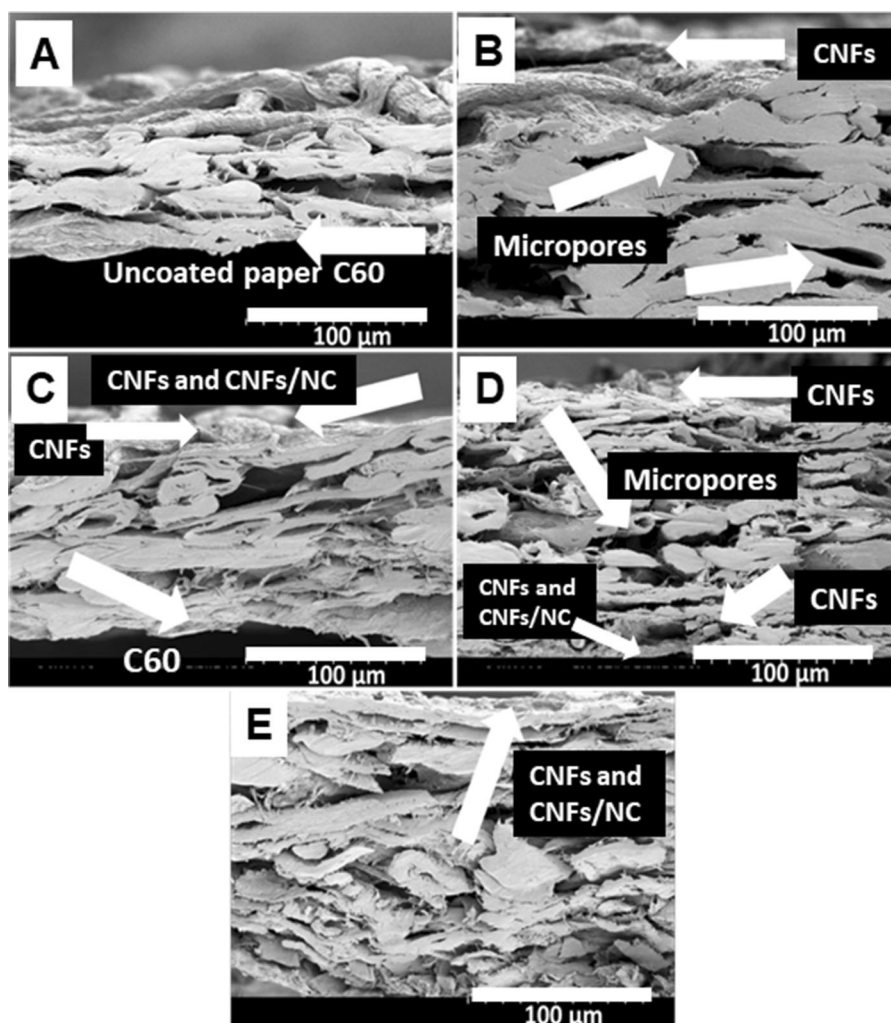 A
Uncoated paper C60
100 µm
B
CNFs
Micropores
100 µm
C
CNFs and CNFs/NC
CNFs
C60
100 µm
D
CNFs
Micropores
CNFs and
CNFs/NC
CNFs
100 µm
E
CNFs and
CNFs/NC
100 µm